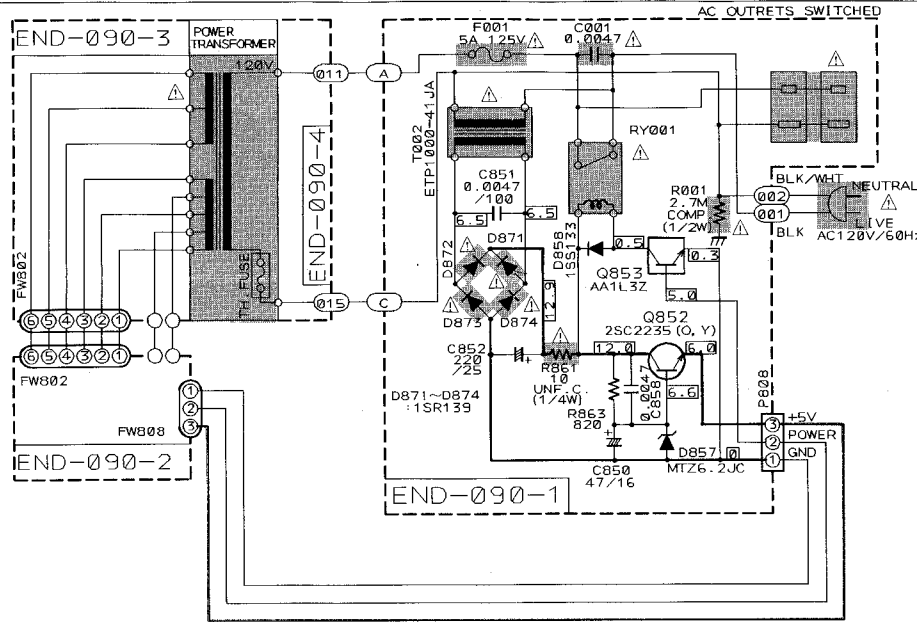 AC OUTRETS SWITCHED
END-090-3
POWER
TRANSFORMER
120V
011
A
F001
5A 125V
C001
0.0047
T002
ETP1000-41JA
RY001
END-090-4
C851
0.0047
/100
6.5
6.5
R001
2.7M
COMP
(1/2W)
BLK/WHT
002
NEUTRAL
001
BLK
LIVE
AC120V/60Hz
D872
D871
D858
1SS133
0.5
0.3
Q853
AA1L3Z
5.0
FW802
TH FUSE
015
C
D873
D874
12.9
Q852
2SC2235(O,Y)
6 5 4 3 2 1
6 5 4 3 2 1
FW802
C852
220
/25
R861
10
UNF.C.
(1/4W)
12.0
6.0
R863
820
0.0047
C858
6.6
P808
D871~D874
:1SR139
1
2
3
FW808
3
+5V
2
POWER
1
GND
D857
0
MTZ6.2JC
C850
47/16
END-090-2
END-090-1